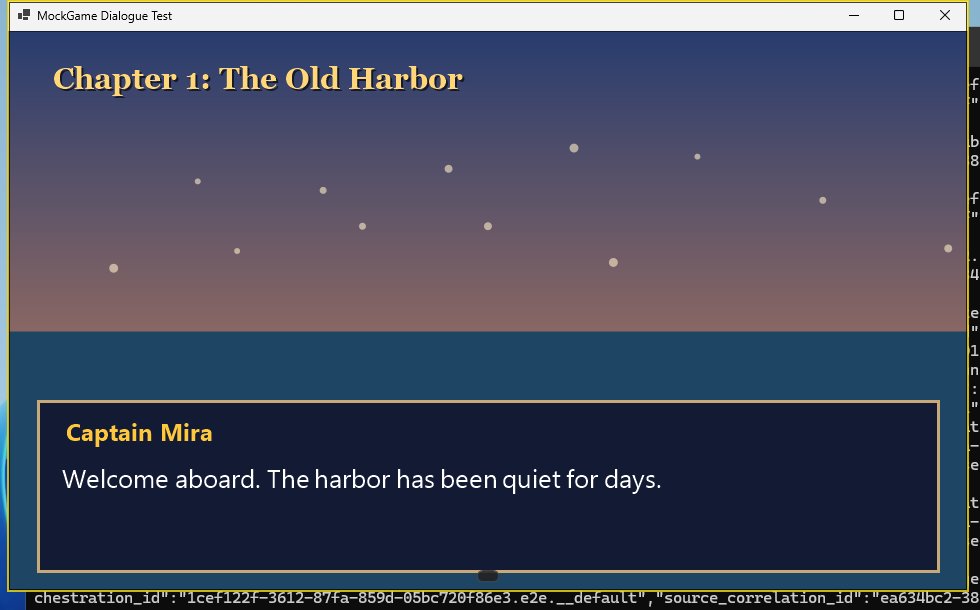 MockGame Dialogue Test
Chapter 1: The Old Harbor
Captain Mira
Welcome aboard. The harbor has been quiet for days.
chestration_id":"1cef122f-3612-87fa-859d-05bc720f86e3.e2e.__default","source_correlation_id":"ea634bc2-3